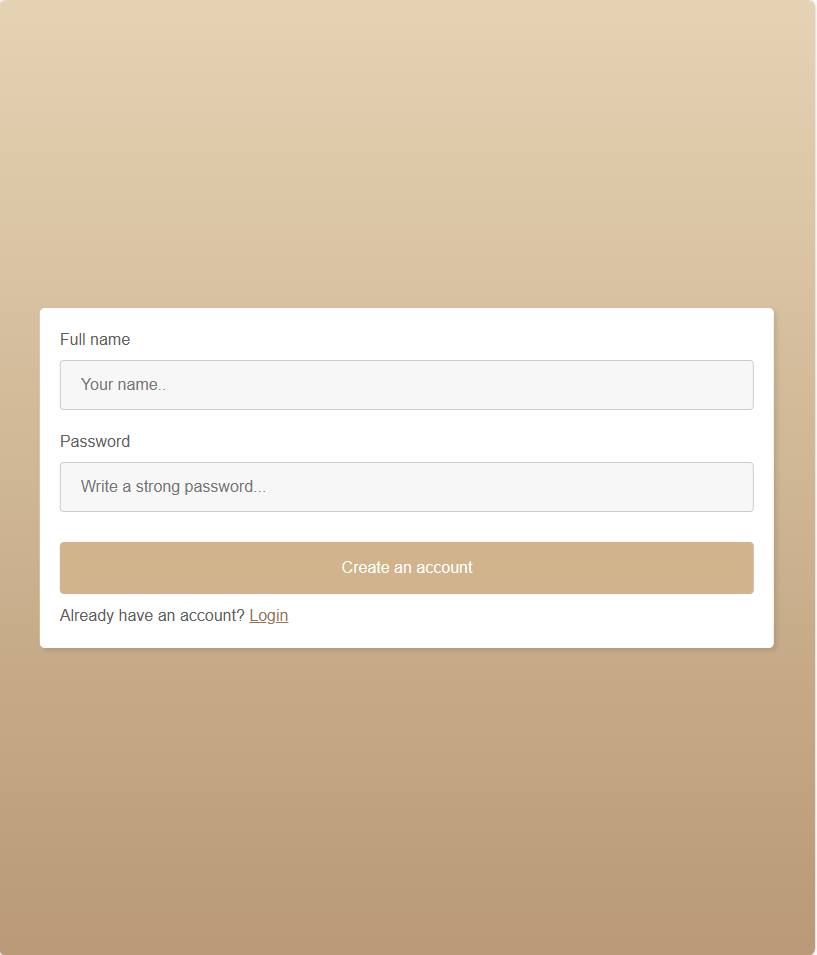 Full name
Your name..
Password
Write a strong password...
Create an account
Already have an account? Login